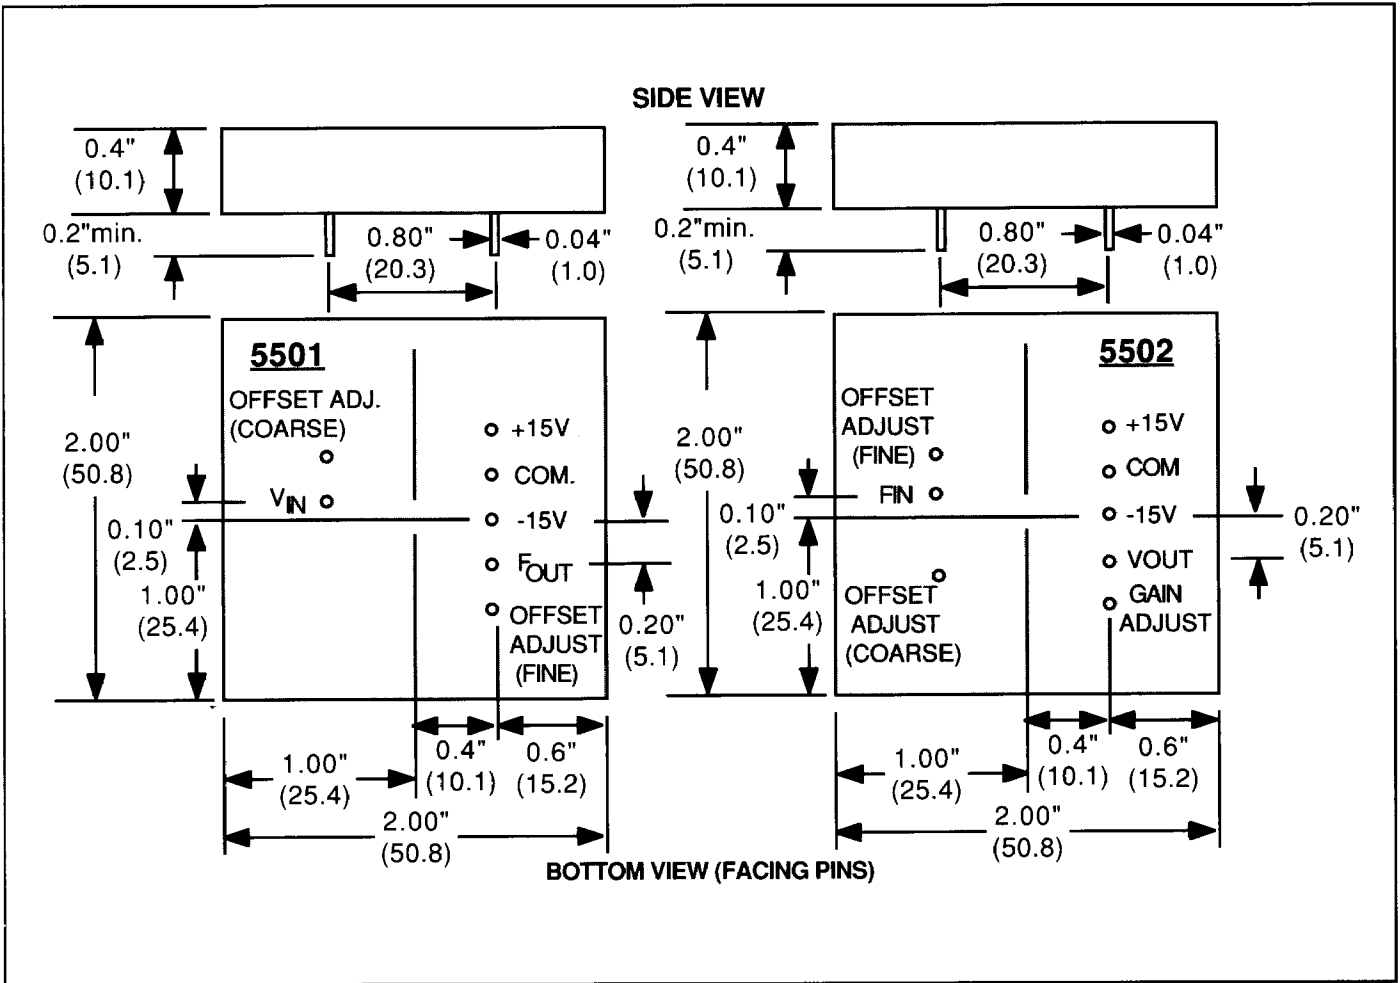 SIDE VIEW
0.4"
(10.1)
0.2"min.
(5.1)
0.80"
(20.3)
0.04"
(1.0)
0.4"
(10.1)
0.2"min.
(5.1)
0.80"
(20.3)
0.04"
(1.0)
5501
OFFSET ADJ.
(COARSE)
VIN
+15V
COM.
-15V
FOUT
OFFSET
ADJUST
(FINE)
2.00"
(50.8)
0.10"
(2.5)
1.00"
(25.4)
0.20"
(5.1)
1.00"
(25.4)
0.4"
(10.1)
0.6"
(15.2)
2.00"
(50.8)
5502
OFFSET
ADJUST
(FINE)
FIN
OFFSET
ADJUST
(COARSE)
+15V
COM
-15V
VOUT
GAIN
ADJUST
2.00"
(50.8)
0.10"
(2.5)
1.00"
(25.4)
0.20"
(5.1)
1.00"
(25.4)
0.4"
(10.1)
0.6"
(15.2)
2.00"
(50.8)
BOTTOM VIEW (FACING PINS)